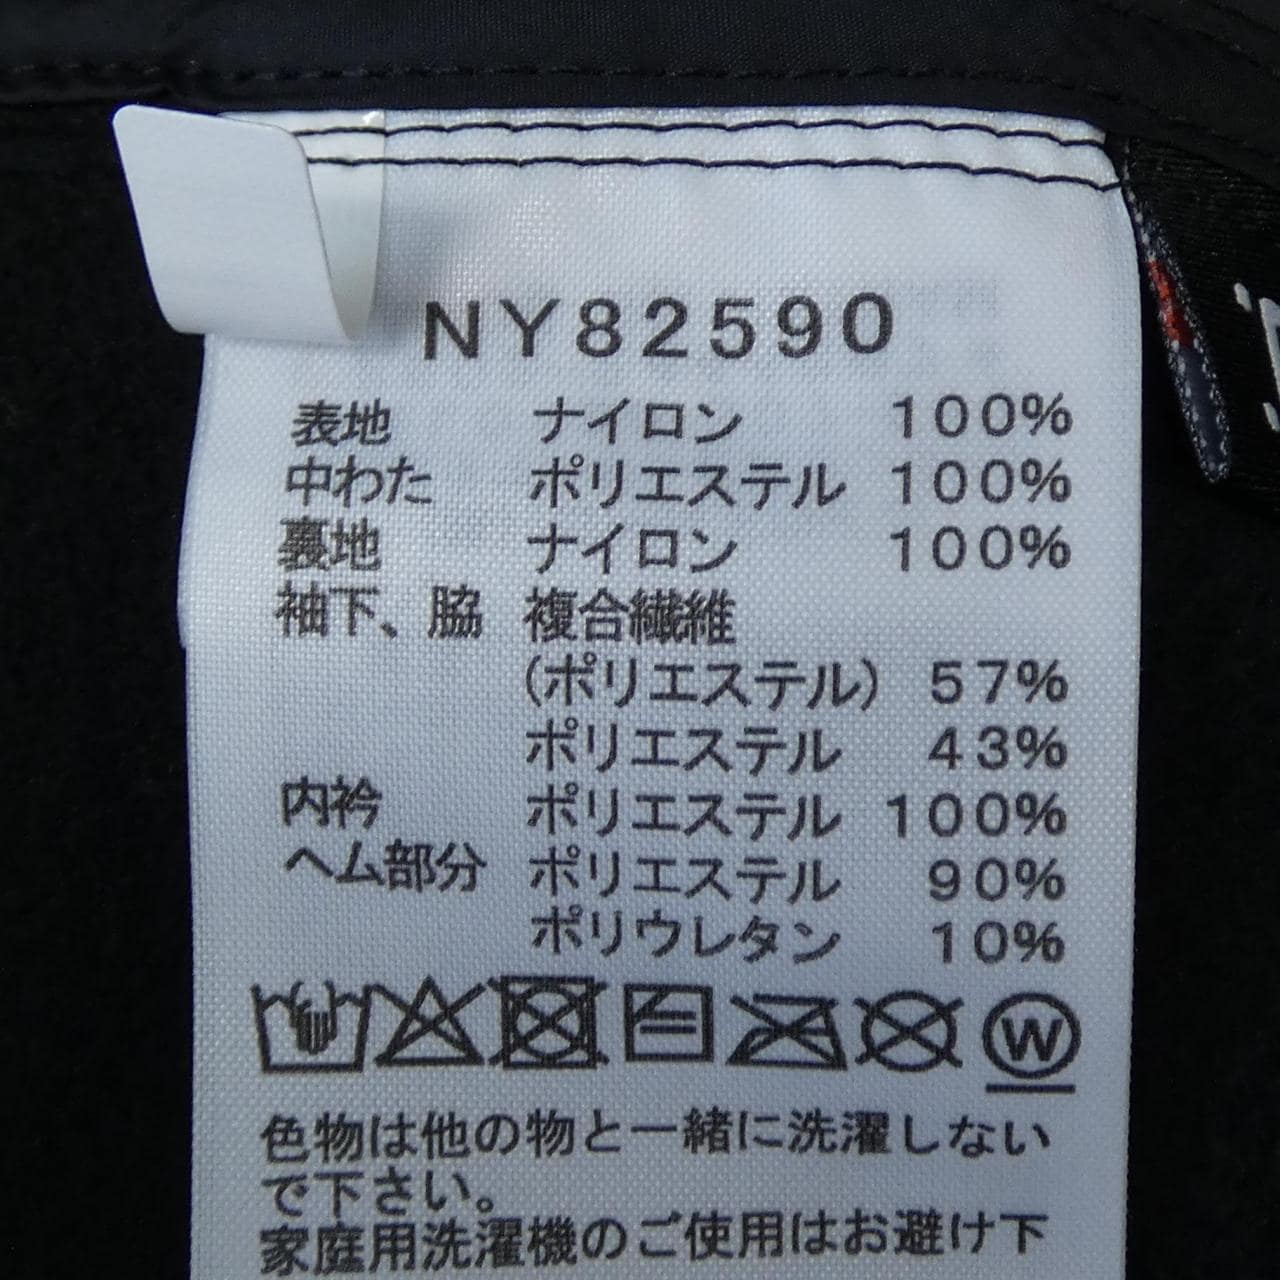 NY82590
表地 ナイロン 100%
中わた ポリエステル 100%
裏地 ナイロン 100%
袖下、脇 複合繊維
(ポリエステル) 57%
ポリエステル 43%
内衿 ポリエステル 100%
ヘム部分 ポリエステル 90%
ポリウレタン 10%
W
色物は他の物と一緒に洗濯しない
で下さい。
家庭用洗濯機のご使用はお避け下